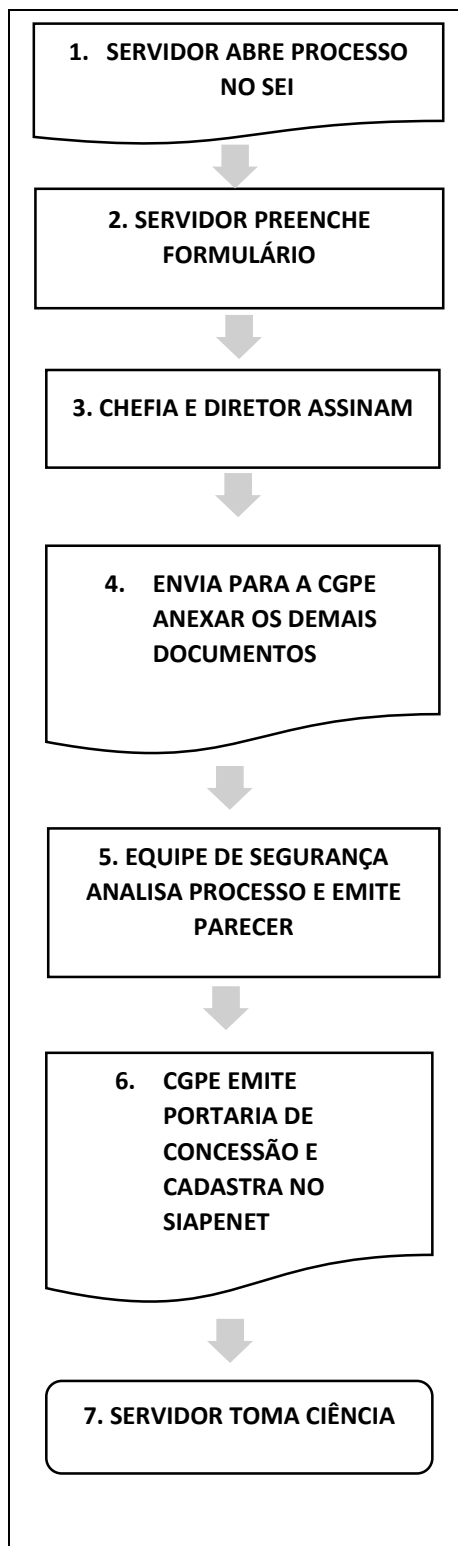 1. SERVIDOR ABRE PROCESSO
NO SEI
2. SERVIDOR PREENCHE
FORMULÁRIO
3. CHEFIA E DIRETOR ASSINAM
4. ENVIA PARA A CGPE
ANEXAR OS DEMAIS
DOCUMENTOS
5. EQUIPE DE SEGURANÇA
ANALISA PROCESSO E EMITE
PARECER
6. CGPE EMITE
PORTARIA DE
CONCESSÃO E
CADASTRA NO
SIAPENET
7. SERVIDOR TOMA CIÊNCIA